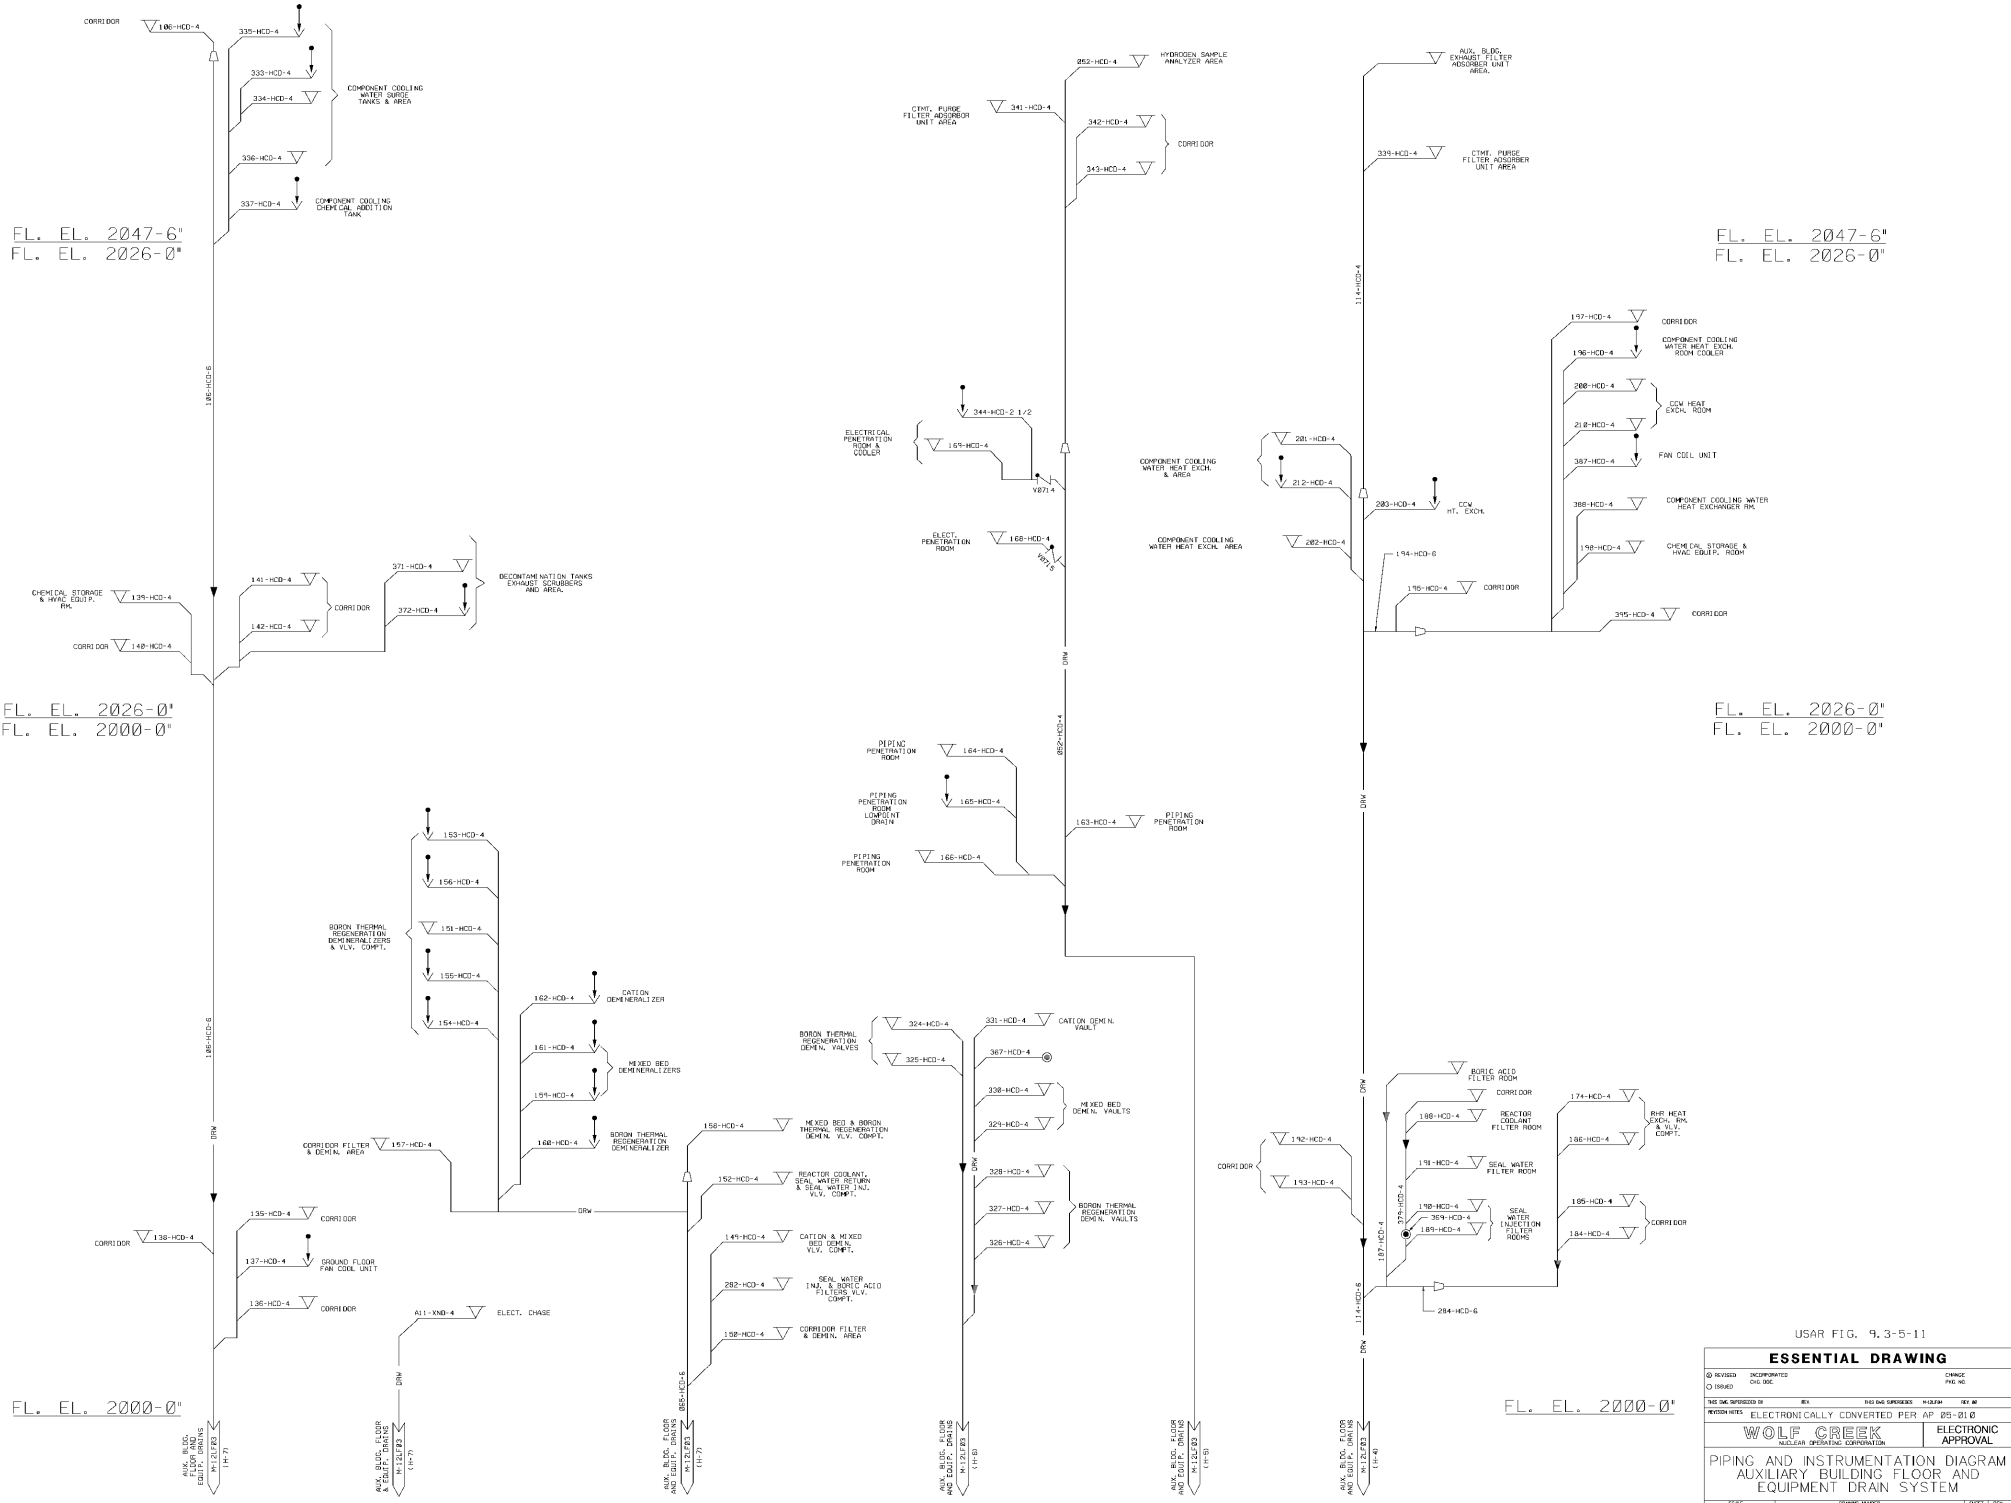 CORRIDOR
106-HCD-4
335-HCD-4
333-HCD-4
334-HCD-4
COMPONENT COOLING
WATER SURGE
TANKS & AREA
336-HCD-4
337-HCD-4
COMPONENT COOLING
CHEMICAL ADDITION
TANK
FL. EL. 2047-6"
FL. EL. 2026-0"
106-HCD-6
CHEMICAL STORAGE
& HVAC EQUIP.
RM.
139-HCD-4
CORRIDOR
140-HCD-4
141-HCD-4
142-HCD-4
CORRIDOR
371-HCD-4
372-HCD-4
DECONTAMINATION TANKS
EXHAUST SCRUBBERS
AND AREA.
FL. EL. 2026-0"
FL. EL. 2000-0"
106-HCD-6
DRW
BORON THERMAL
REGENERATION
DEMINERALIZERS
& VLV. COMPT.
153-HCD-4
156-HCD-4
151-HCD-4
155-HCD-4
154-HCD-4
162-HCD-4
CATION
DEMINERALIZER
161-HCD-4
MIXED BED
DEMINERALIZERS
159-HCD-4
160-HCD-4
BORON THERMAL
REGENERATION
DEMINERALIZER
CORRIDOR FILTER
& DEMIN. AREA
157-HCD-4
DRW
CORRIDOR
138-HCD-4
135-HCD-4
CORRIDOR
137-HCD-4
GROUND FLOOR
FAN COOL UNIT
136-HCD-4
CORRIDOR
A11-XND-4
ELECT. CHASE
DRW
158-HCD-4
MIXED BED & BORON
THERMAL REGENERATION
DEMIN. VLV. COMPT.
152-HCD-4
REACTOR COOLANT,
SEAL WATER RETURN
& SEAL WATER INJ.
VLV. COMPT.
149-HCD-4
CATION & MIXED
BED DEMIN.
VLV. COMPT.
282-HCD-4
SEAL WATER
INJ. & BORIC ACID
FILTERS VLV.
COMPT.
150-HCD-4
CORRIDOR FILTER
& DEMIN. AREA
065-HCD-6
FL. EL. 2000-0"
AUX. BLDG.
FLOOR AND
EQUIP. DRAINS
M-12LF03
(H-7)
AUX. BLDG. FLOOR
& EQUIP. DRAINS
M-12LF03
(H-7)
AUX. BLDG. FLOOR
AND EQUIP. DRAINS
M-12LF03
(H-7)
052-HCD-4
HYDROGEN SAMPLE
ANALYZER AREA
CTMT. PURGE
FILTER ADSORBOR
UNIT AREA
341-HCD-4
342-HCD-4
343-HCD-4
CORRIDOR
344-HCD-2 1/2
ELECTRICAL
PENETRATION
ROOM &
COOLER
169-HCD-4
V0714
ELECT.
PENETRATION
ROOM
168-HCD-4
V0715
DRW
052-HCD-4
PIPING
PENETRATION
ROOM
164-HCD-4
PIPING
PENETRATION
ROOM
LOWPOINT
DRAIN
165-HCD-4
PIPING
PENETRATION
ROOM
166-HCD-4
163-HCD-4
PIPING
PENETRATION
ROOM
BORON THERMAL
REGENERATION
DEMIN. VALVES
324-HCD-4
325-HCD-4
331-HCD-4
CATION DEMIN.
VAULT
367-HCD-4
330-HCD-4
329-HCD-4
MIXED BED
DEMIN. VAULTS
DRW
328-HCD-4
327-HCD-4
326-HCD-4
BORON THERMAL
REGENERATION
DEMIN. VAULTS
AUX. BLDG. FLOOR
AND EQUIP. DRAINS
M-12LF03
(H-6)
AUX. BLDG. FLOOR
AND EQUIP. DRAINS
M-12LF03
(H-5)
AUX. BLDG.
EXHAUST FILTER
ADSORBER UNIT
AREA.
339-HCD-4
CTMT. PURGE
FILTER ADSORBER
UNIT AREA
114-HCD-4
FL. EL. 2047-6"
FL. EL. 2026-0"
COMPONENT COOLING
WATER HEAT EXCH.
& AREA
201-HCD-4
212-HCD-4
203-HCD-4
CCW
HT. EXCH.
COMPONENT COOLING
WATER HEAT EXCH. AREA
202-HCD-4
194-HCD-6
195-HCD-4
CORRIDOR
197-HCD-4
CORRIDOR
196-HCD-4
COMPONENT COOLING
WATER HEAT EXCH.
ROOM COOLER
200-HCD-4
210-HCD-4
CCW HEAT
EXCH. ROOM
387-HCD-4
FAN COIL UNIT
388-HCD-4
COMPONENT COOLING WATER
HEAT EXCHANGER RM.
198-HCD-4
CHEMICAL STORAGE &
HVAC EQUIP. ROOM
395-HCD-4
CORRIDOR
FL. EL. 2026-0"
FL. EL. 2000-0"
DRW
DRW
CORRIDOR
192-HCD-4
193-HCD-4
BORIC ACID
FILTER ROOM
CORRIDOR
188-HCD-4
REACTOR
COOLANT
FILTER ROOM
191-HCD-4
SEAL WATER
FILTER ROOM
190-HCD-4
369-HCD-4
189-HCD-4
SEAL
WATER
INJECTION
FILTER
ROOMS
379-HCD-4
187-HCD-4
174-HCD-4
186-HCD-4
RHR HEAT
EXCH. RM.
& VLV.
COMPT.
185-HCD-4
184-HCD-4
CORRIDOR
284-HCD-6
114-HCD-6
DRW
FL. EL. 2000-0"
AUX. BLDG. FLOOR
AND EQUIP. DRAINS
M-12LF03
(H-4)
USAR FIG. 9.3-5-11
ESSENTIAL DRAWING
REVISED
INCORPORATED
CHG. DOC.
CHANGE
PKG NO.
ISSUED
THIS DWG SUPERSEDED BY
REV.
THIS DWG SUPERSEDES
REVISION NOTES
ELECTRONICALLY CONVERTED PER AP 05-010
WOLF CREEK
NUCLEAR OPERATING CORPORATION
ELECTRONIC
APPROVAL
PIPING AND INSTRUMENTATION DIAGRAM
AUXILIARY BUILDING FLOOR AND
EQUIPMENT DRAIN SYSTEM